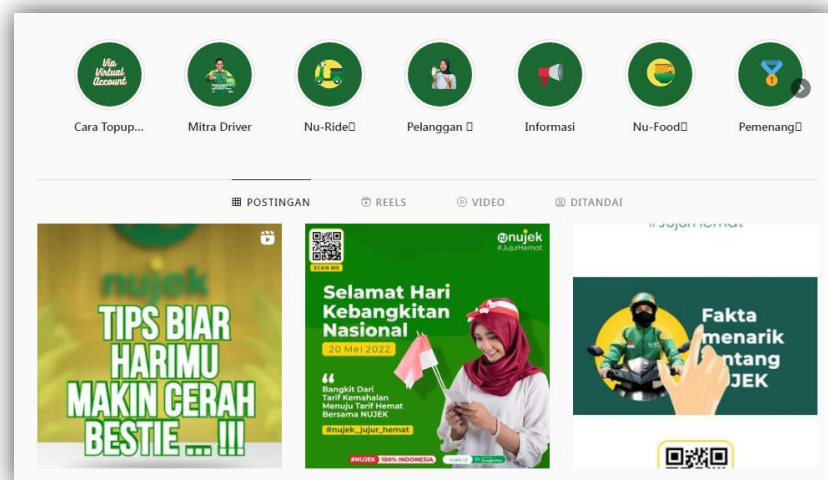 Via
Virtual
Account
Cara Topup...
Mitra Driver
Nu-Ride
Pelanggan
Informasi
Nu-Food
Pemenang
POSTINGAN
REELS
VIDEO
DITANDAI
nujek
TIPS BIAR
HARIMU
MAKIN CERAH
BESTIE ... !!!
SCAN ME
nujek
#JujurHemat
Selamat Hari
Kebangkitan
Nasional
20 Mei 2022
Bangkit Dari
Tarif Kemahalan
Menuju Tarif Hemat
Bersama NUJEK
#nujek_jujur_hemat
#NUJEK 100% INDONESIA
#JujurHemat
Fakta
menarik